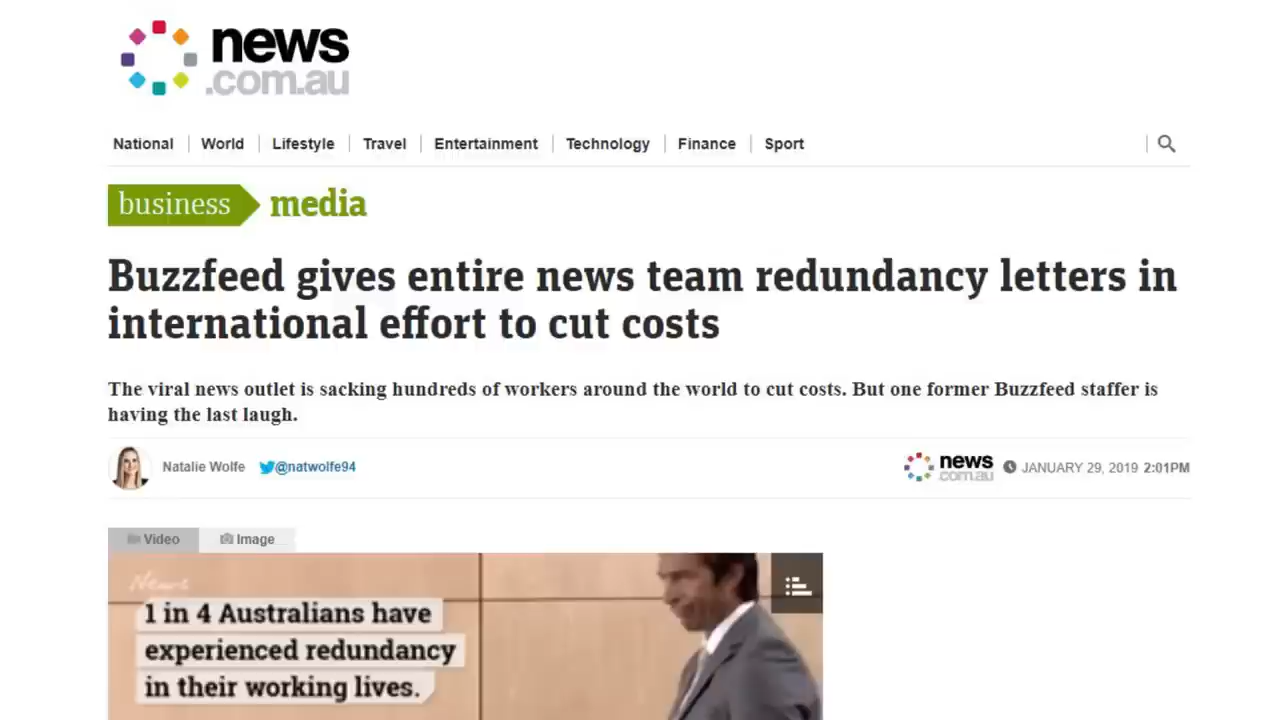 news
.com.au
National World Lifestyle Travel Entertainment Technology Finance Sport
business media
Buzzfeed gives entire news team redundancy letters in
international effort to cut costs
The viral news outlet is sacking hundreds of workers around the world to cut costs. But one former Buzzfeed staffer is
having the last laugh.
Natalie Wolfe @natwolfe94 news .com.au JANUARY 29, 2019 2:01PM
Video Image
News
1 in 4 Australians have
experienced redundancy
in their working lives.